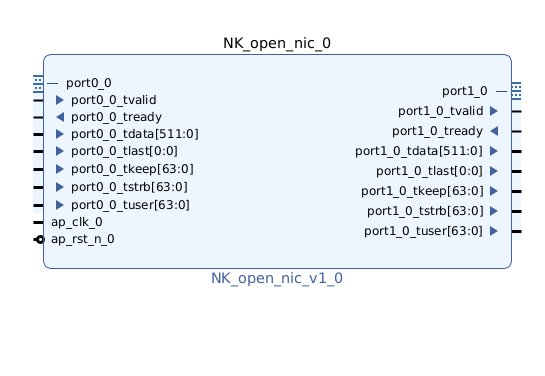 NK_open_nic_0
port0_0
port0_0_tvalid
port0_0_tready
port0_0_tdata[511:0]
port0_0_tlast[0:0]
port0_0_tkeep[63:0]
port0_0_tstrb[63:0]
port0_0_tuser[63:0]
ap_clk_0
ap_rst_n_0
port1_0
port1_0_tvalid
port1_0_tready
port1_0_tdata[511:0]
port1_0_tlast[0:0]
port1_0_tkeep[63:0]
port1_0_tstrb[63:0]
port1_0_tuser[63:0]
NK_open_nic_v1_0